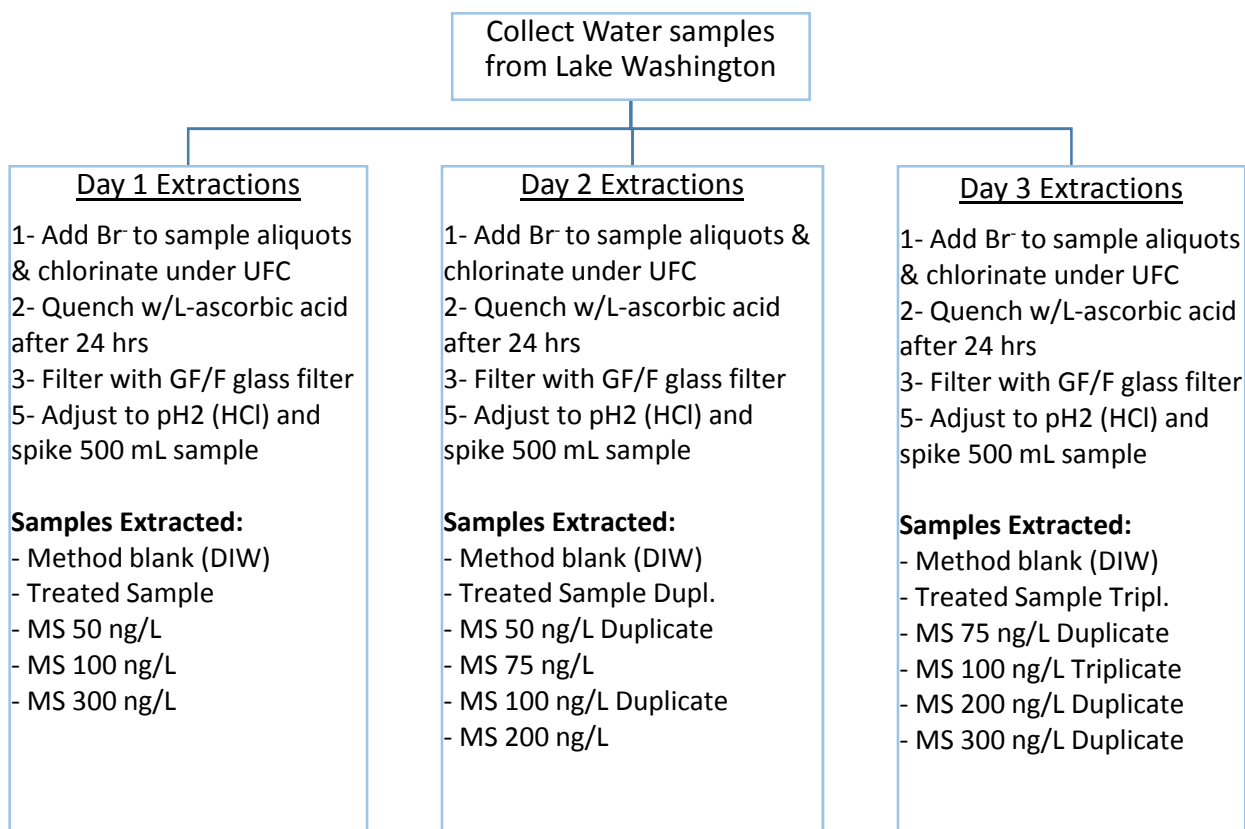 Collect Water samples
from Lake Washington
Day 1 Extractions
1- Add Br- to sample aliquots
& chlorinate under UFC
2- Quench w/L-ascorbic acid
after 24 hrs
3- Filter with GF/F glass filter
5- Adjust to pH2 (HCl) and
spike 500 mL sample
Samples Extracted:
- Method blank (DIW)
- Treated Sample
- MS 50 ng/L
- MS 100 ng/L
- MS 300 ng/L
Day 2 Extractions
1- Add Br- to sample aliquots &
chlorinate under UFC
2- Quench w/L-ascorbic acid
after 24 hrs
3- Filter with GF/F glass filter
5- Adjust to pH2 (HCl) and
spike 500 mL sample
Samples Extracted:
- Method blank (DIW)
- Treated Sample Dupl.
- MS 50 ng/L Duplicate
- MS 75 ng/L
- MS 100 ng/L Duplicate
- MS 200 ng/L
Day 3 Extractions
1- Add Br- to sample aliquots
& chlorinate under UFC
2- Quench w/L-ascorbic acid
after 24 hrs
3- Filter with GF/F glass filter
5- Adjust to pH2 (HCl) and
spike 500 mL sample
Samples Extracted:
- Method blank (DIW)
- Treated Sample Tripl.
- MS 75 ng/L Duplicate
- MS 100 ng/L Triplicate
- MS 200 ng/L Duplicate
- MS 300 ng/L Duplicate